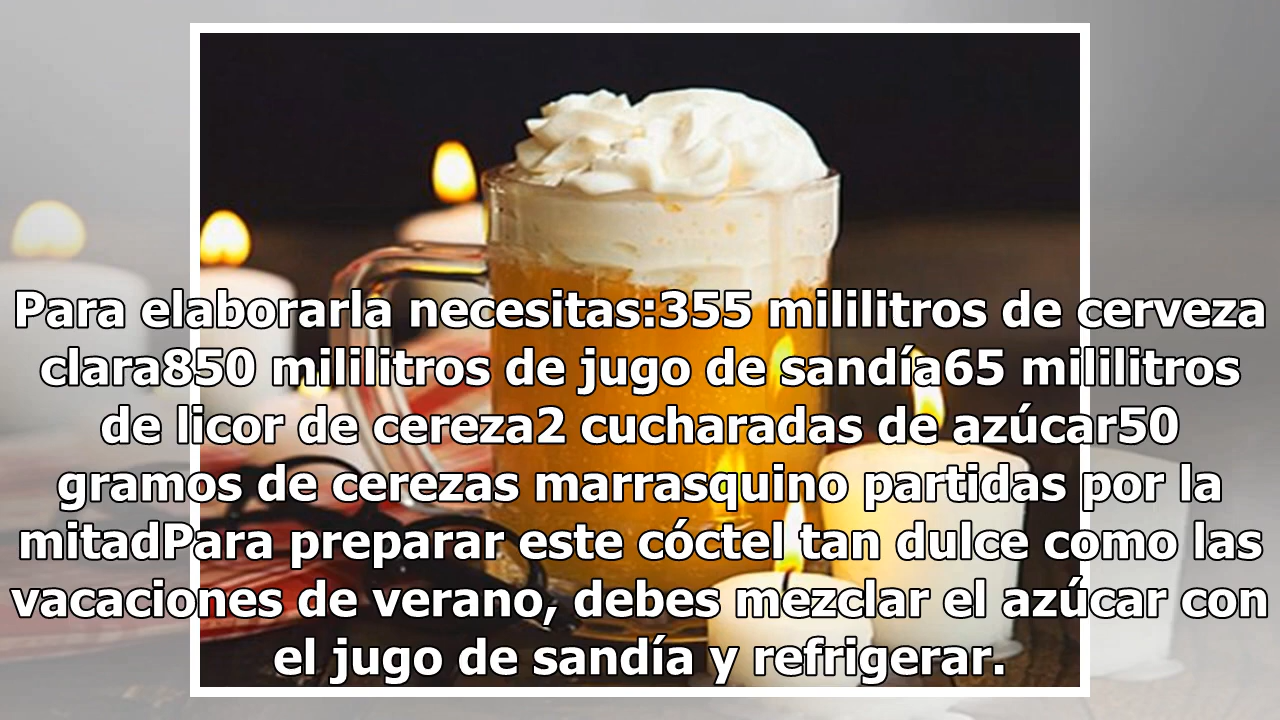 Para elaborarla necesitas:355 mililitros de cerveza
clara850 mililitros de jugo de sandía65 mililitros
de licor de cereza2 cucharadas de azúcar50
gramos de cerezas marrasquino partidas por la
mitadPara preparar este cóctel tan dulce como las
vacaciones de verano, debes mezclar el azúcar con
el jugo de sandía y refrigerar.